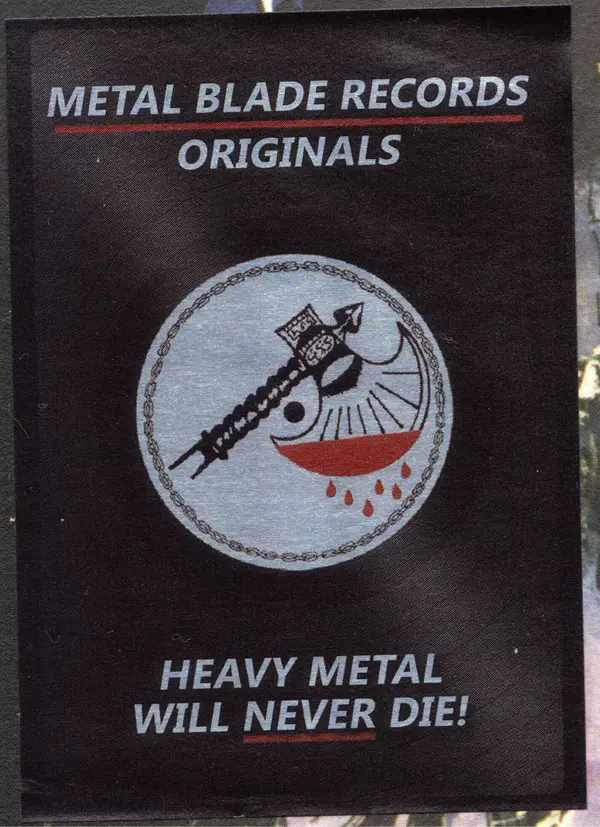 METAL BLADE RECORDS
ORIGINALS
HEAVY METAL
WILL NEVER DIE!